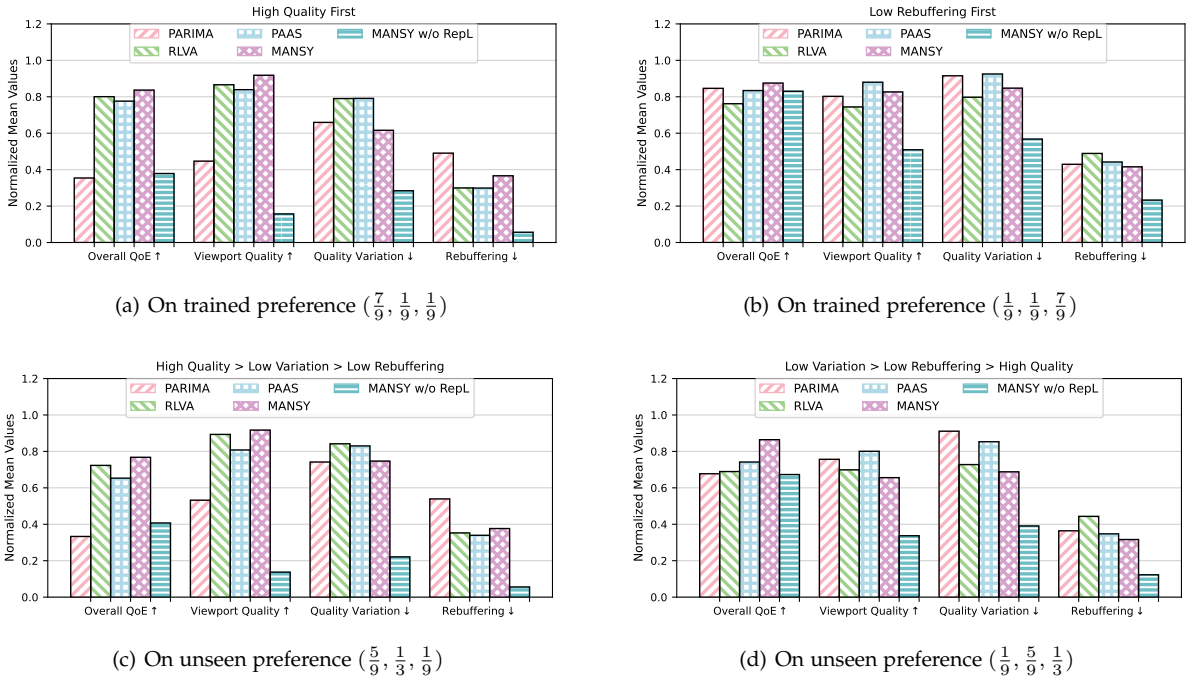 High Quality First
1.2
1.0
0.8
0.6
0.4
0.2
0.0
Normalized Mean Values
PARIMA
RLVA
PAAS
MANSY
MANSY w/o RepL
Overall QoE ↑
Viewport Quality ↑
Quality Variation ↓
Rebuffering ↓
(a) On trained preference (7/9, 1/9, 1/9)
Low Rebuffering First
1.2
1.0
0.8
0.6
0.4
0.2
0.0
Normalized Mean Values
PARIMA
RLVA
PAAS
MANSY
MANSY w/o RepL
Overall QoE ↑
Viewport Quality ↑
Quality Variation ↓
Rebuffering ↓
(b) On trained preference (1/9, 1/9, 7/9)
High Quality > Low Variation > Low Rebuffering
1.2
1.0
0.8
0.6
0.4
0.2
0.0
Normalized Mean Values
PARIMA
RLVA
PAAS
MANSY
MANSY w/o RepL
Overall QoE ↑
Viewport Quality ↑
Quality Variation ↓
Rebuffering ↓
(c) On unseen preference (5/9, 1/3, 1/9)
Low Variation > Low Rebuffering > High Quality
1.2
1.0
0.8
0.6
0.4
0.2
0.0
Normalized Mean Values
PARIMA
RLVA
PAAS
MANSY
MANSY w/o RepL
Overall QoE ↑
Viewport Quality ↑
Quality Variation ↓
Rebuffering ↓
(d) On unseen preference (1/9, 5/9, 1/3)